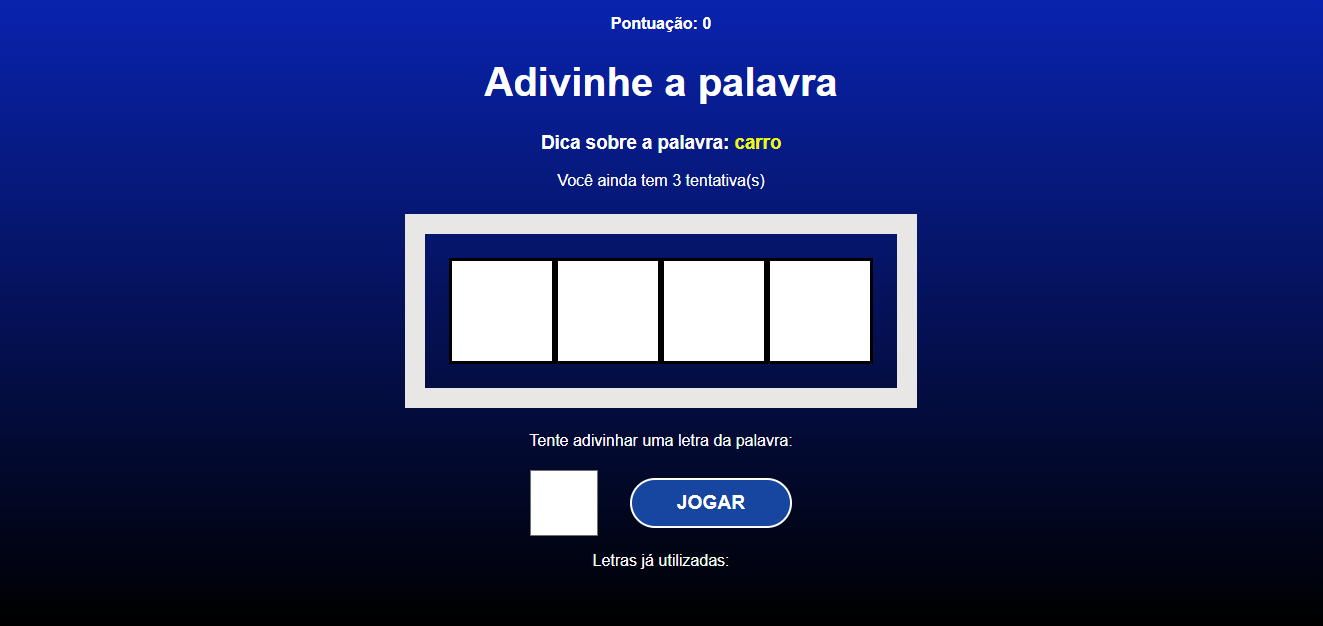 Pontuação: 0
Adivinhe a palavra
Dica sobre a palavra: carro
Você ainda tem 3 tentativa(s)
Tente adivinhar uma letra da palavra:
JOGAR
Letras já utilizadas: